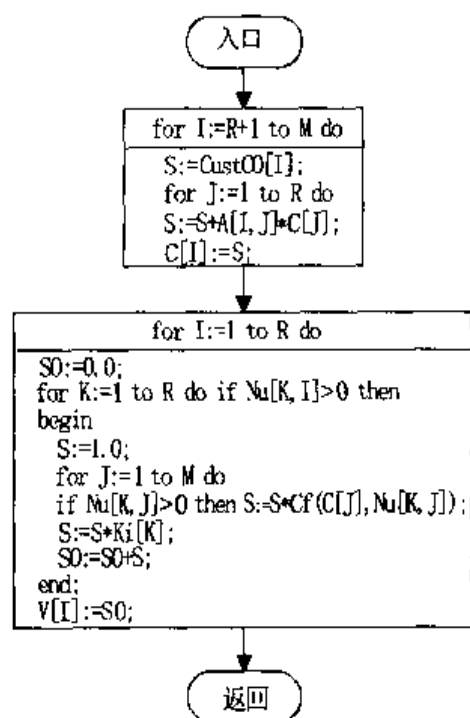 入口
for I:=R+1 to M do
S:=CustC0[I];
for J:=1 to R do
S:=S+A[I,J]*C[J];
C[I]:=S;
for I:=1 to R do
S0:=0.0;
for K:=1 to R do if Nu[K,I]>0 then
begin
S:=1.0;
for J:=1 to M do
if Nu[K,J]>0 then S:=S*Cf(C[J],Nu[K,J]);
S:=S*Ki[K];
S0:=S0+S;
end;
V[I]:=S0;
返回